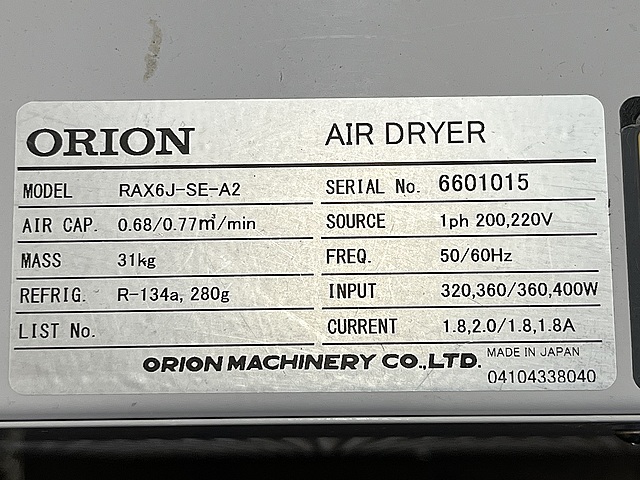 ORION AIR DRYER
MODEL RAX6J-SE-A2 SERIAL No. 6601015
AIR CAP. 0.68/0.77m³/min SOURCE 1ph 200,220V
MASS 31kg FREQ. 50/60Hz
REFRIG. R-134a, 280g INPUT 320,360/360,400W
LIST No. CURRENT 1.8,2.0/1.8,1.8A
ORION MACHINERY CO.,LTD. MADE IN JAPAN
04104338040